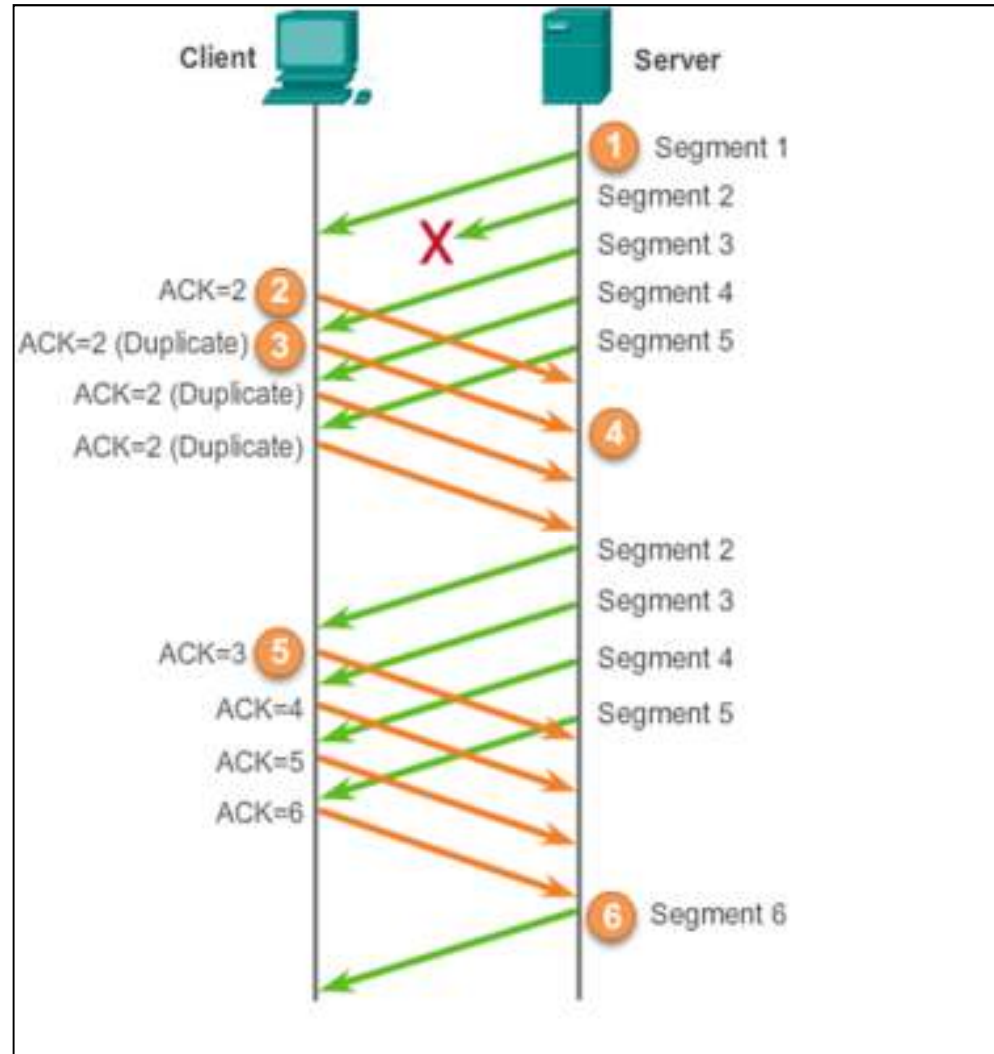 Client
Server
1 Segment 1
Segment 2
X
Segment 3
ACK=2 2
Segment 4
ACK=2 (Duplicate) 3
Segment 5
ACK=2 (Duplicate)
4
ACK=2 (Duplicate)
Segment 2
Segment 3
ACK=3 5
Segment 4
ACK=4
Segment 5
ACK=5
ACK=6
6 Segment 6